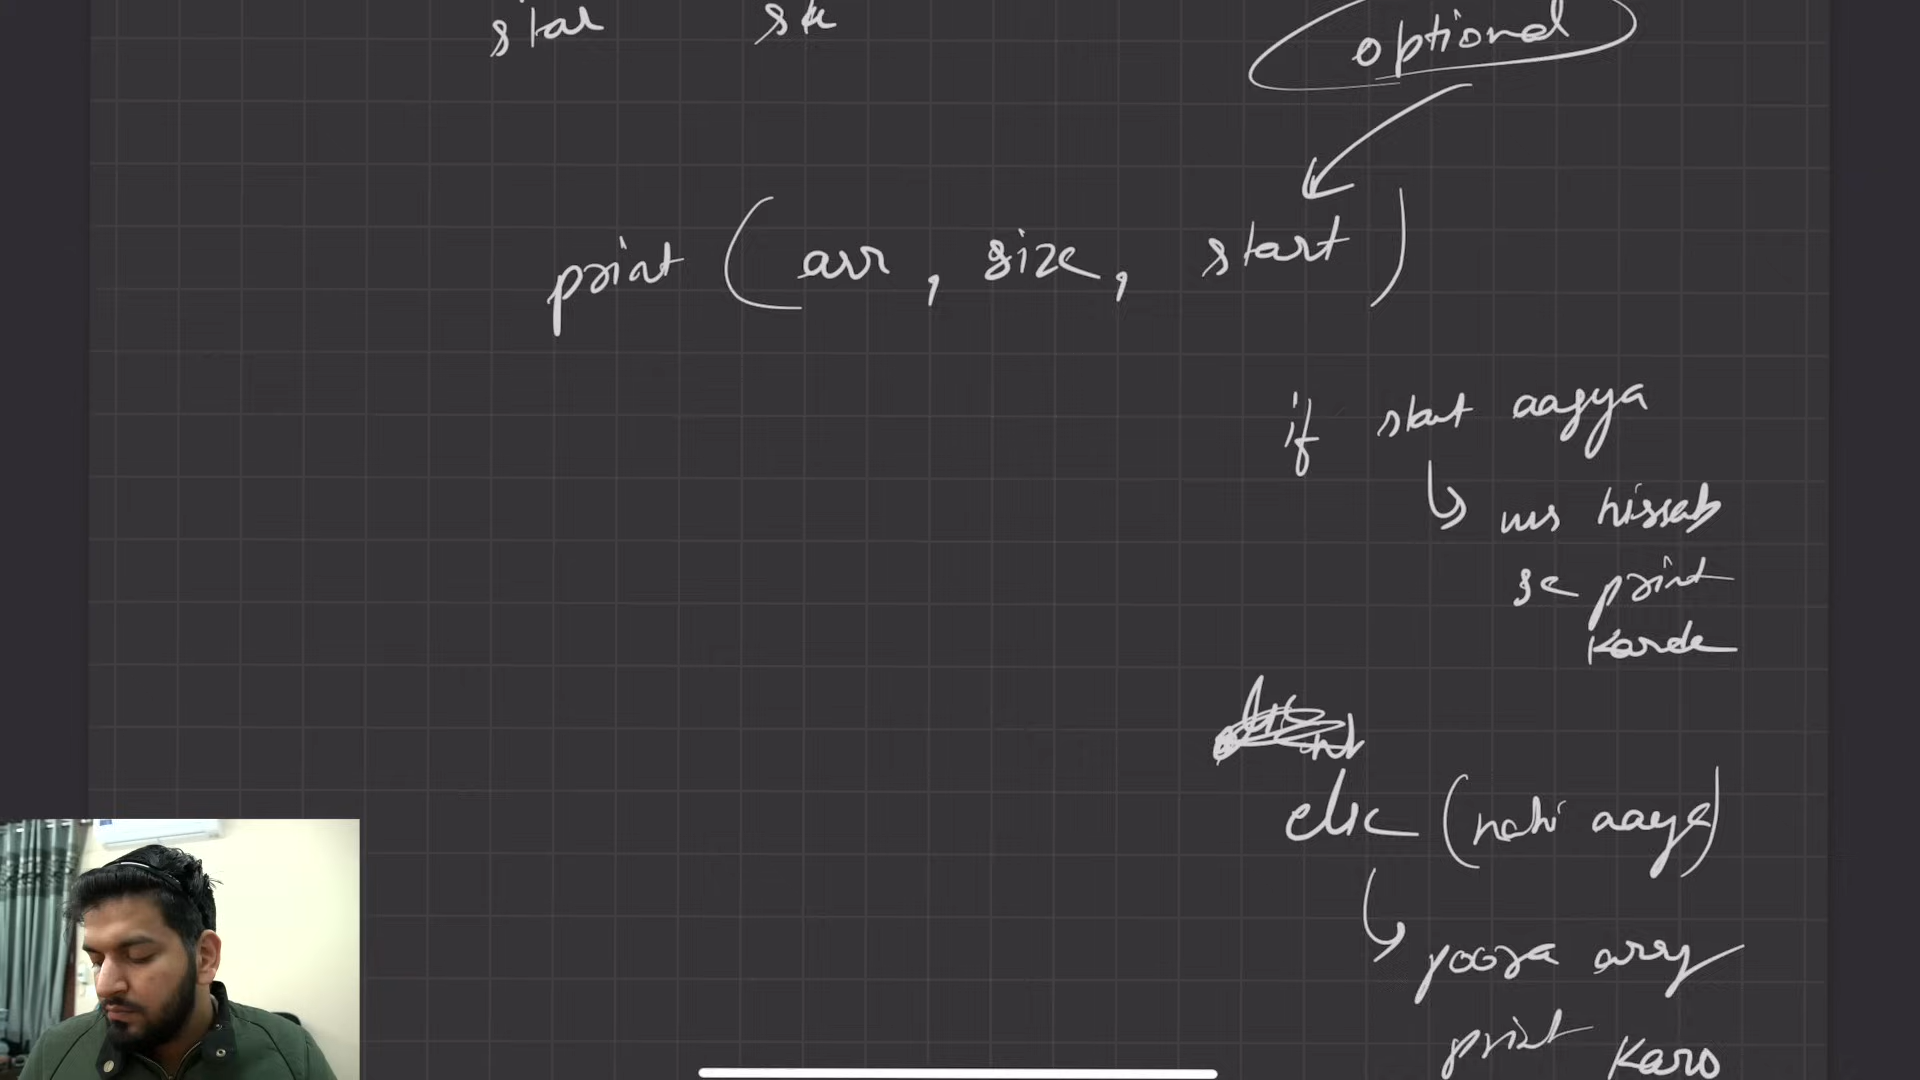 optional
print (arr, size, start)
if start aagya
us hissab
se print
karde
else (nahi aaya)
poora array
print karo